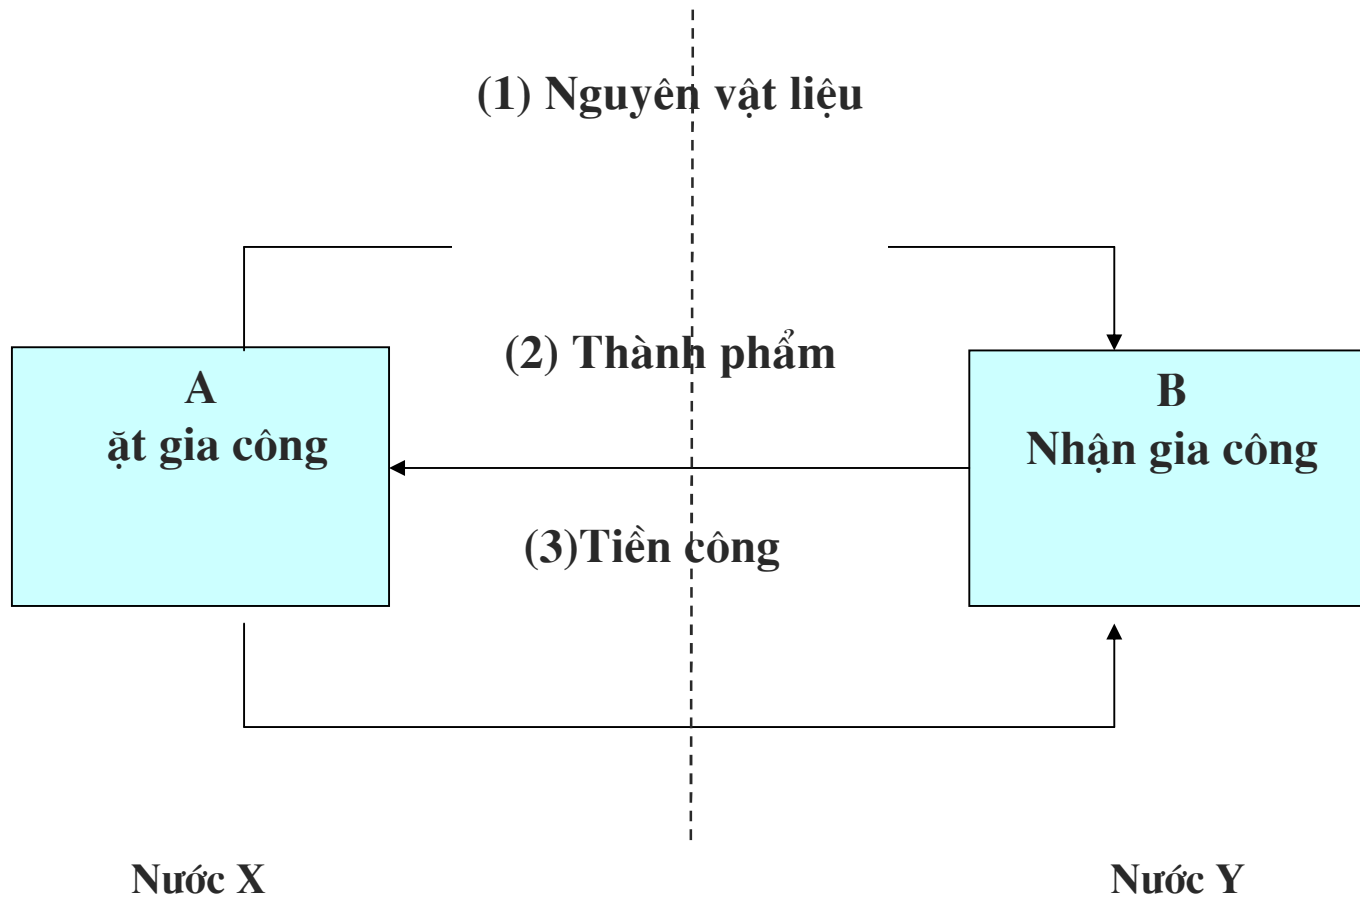 (1) Nguyên vật liệu
(2) Thành phẩm
A
ặt gia công
B
Nhận gia công
(3)Tiền công
Nước X
Nước Y